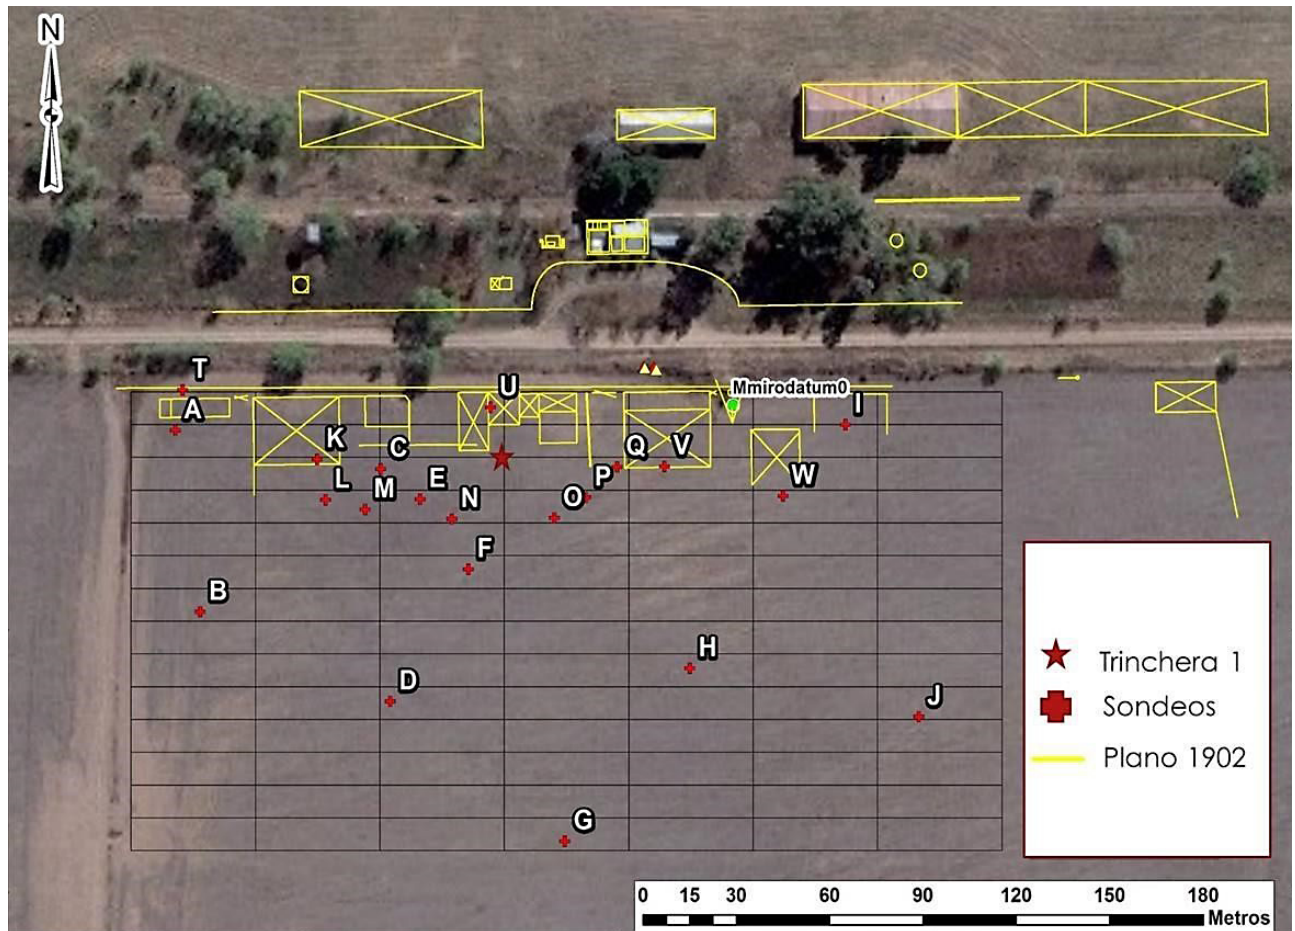 N
Mmirodatum0
T
U
A
I
K
C
Q
V
L
M
E
P
W
N
O
F
B
H
D
J
G
Trinchera 1
Sondeos
Plano 1902
0 15 30 60 90 120 150 180
Metros